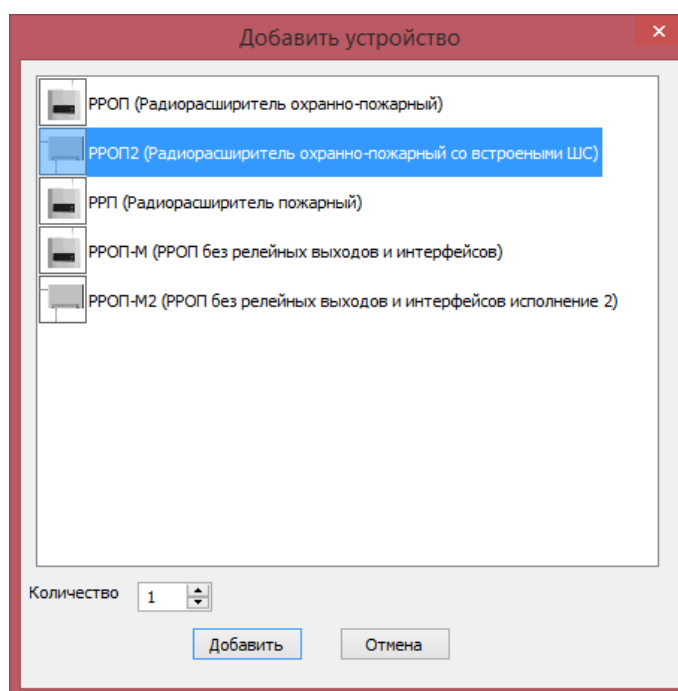 Добавить устройство
РРОП (Радиорасширитель охранно-пожарный)
РРОП2 (Радиорасширитель охранно-пожарный со встроеными ШС)
РРП (Радиорасширитель пожарный)
РРОП-М (РРОП без релейных выходов и интерфейсов)
РРОП-М2 (РРОП без релейных выходов и интерфейсов исполнение 2)
Количество 1
Добавить Отмена